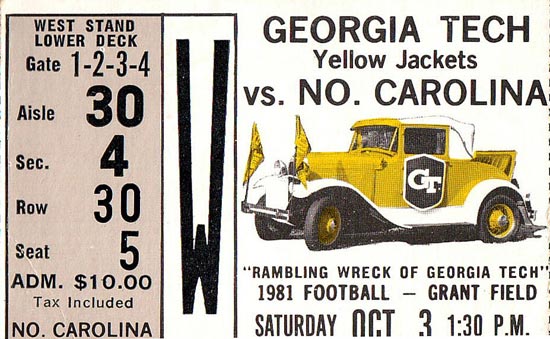 WEST STAND
LOWER DECK
Gate 1-2-3-4
Aisle 30
Sec. 4
Row 30
Seat 5
ADM. $10.00
Tax Included
NO. CAROLINA
W
GEORGIA TECH
Yellow Jackets
vs. NO. CAROLINA
GT
"RAMBLING WRECK OF GEORGIA TECH"
1981 FOOTBALL — GRANT FIELD
SATURDAY OCT 3 1:30 P.M.